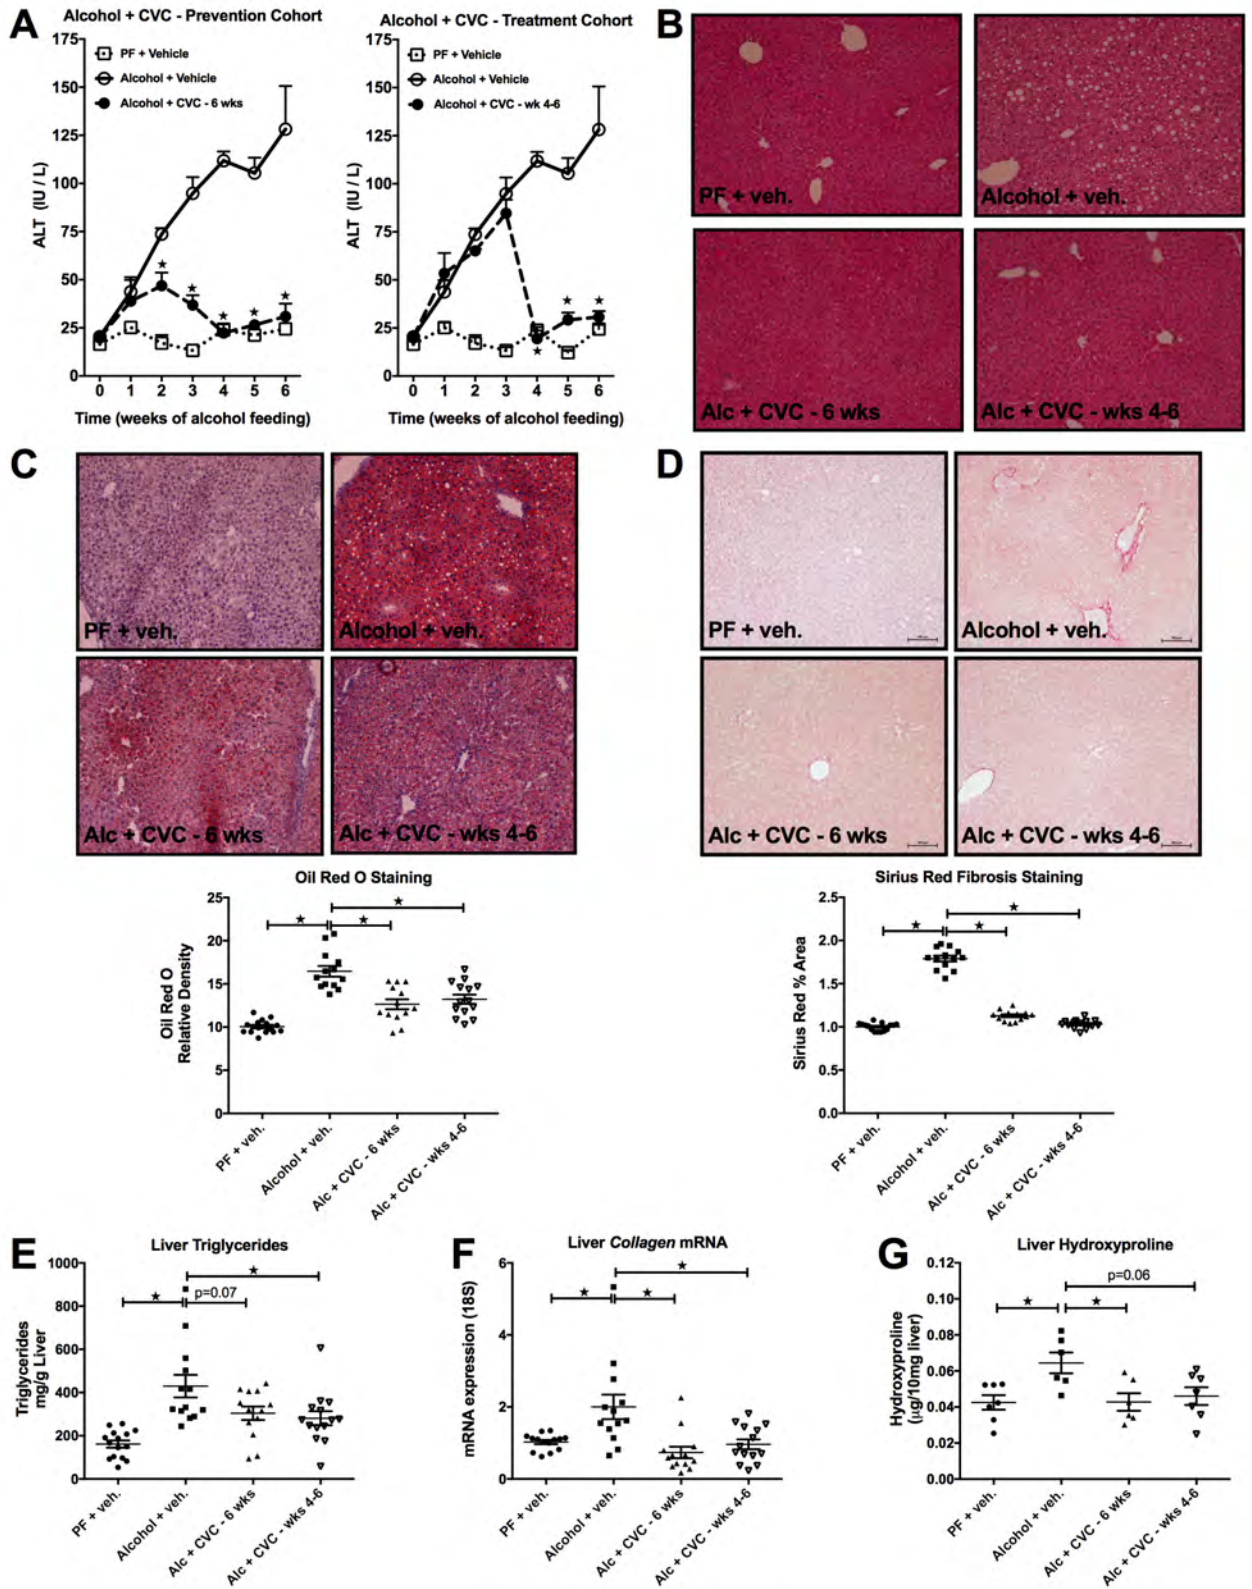 A
Alcohol + CVC - Prevention Cohort
175
150
125
100
75
50
25
0
ALT (IU / L)
PF + Vehicle
Alcohol + Vehicle
Alcohol + CVC - 6 wks
★
★
★
★
★
0 1 2 3 4 5 6
Time (weeks of alcohol feeding)
Alcohol + CVC - Treatment Cohort
175
150
125
100
75
50
25
0
ALT (IU / L)
PF + Vehicle
Alcohol + Vehicle
Alcohol + CVC - wk 4-6
★
★
★
0 1 2 3 4 5 6
Time (weeks of alcohol feeding)
B
PF + veh.
Alcohol + veh.
Alc + CVC - 6 wks
Alc + CVC - wks 4-6
C
PF + veh.
Alcohol + veh.
Alc + CVC - 6 wks
Alc + CVC - wks 4-6
Oil Red O Staining
25
20
15
10
5
0
Oil Red O
Relative Density
★
★
★
PF + veh.
Alcohol + veh.
Alc + CVC - 6 wks
Alc + CVC - wks 4-6
D
PF + veh.
Alcohol + veh.
Alc + CVC - 6 wks
Alc + CVC - wks 4-6
Sirius Red Fibrosis Staining
2.5
2.0
1.5
1.0
0.5
0.0
Sirius Red % Area
★
★
★
PF + veh.
Alcohol + veh.
Alc + CVC - 6 wks
Alc + CVC - wks 4-6
E
Liver Triglycerides
1000
800
600
400
200
0
Triglycerides
mg/g Liver
★
★
p=0.07
PF + veh.
Alcohol + veh.
Alc + CVC - 6 wks
Alc + CVC - wks 4-6
F
Liver Collagen mRNA
6
4
2
0
mRNA expression (18S)
★
★
★
PF + veh.
Alcohol + veh.
Alc + CVC - 6 wks
Alc + CVC - wks 4-6
G
Liver Hydroxyproline
0.12
0.10
0.08
0.06
0.04
0.02
0.00
Hydroxyproline
(µg/10mg liver)
p=0.06
★
★
PF + veh.
Alcohol + veh.
Alc + CVC - 6 wks
Alc + CVC - wks 4-6